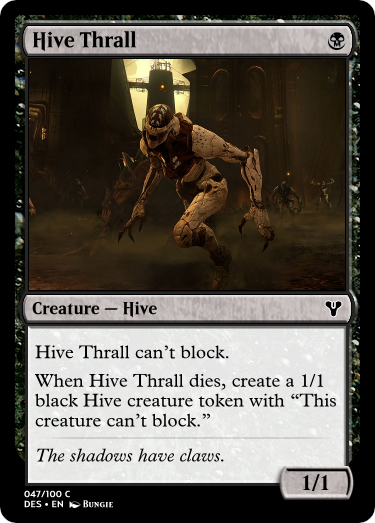 Hive Thrall
Creature — Hive
Hive Thrall can't block.
When Hive Thrall dies, create a 1/1
black Hive creature token with “This
creature can't block.”
The shadows have claws.
1/1
047/100 C
DES • EN Bungie